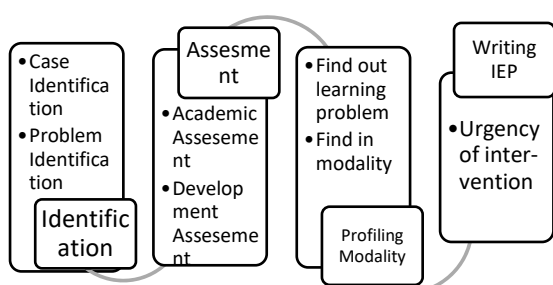 • Case
Identifica
tion
• Problem
Identifica
tion
Identific
ation
Assesme
nt
• Academic
Asseseme
nt
• Develop
ment
Asseseme
nt
• Find out
learning
problem
• Find in
modality
Profiling
Modality
Writing
IEP
• Urgency
of inter-
vention